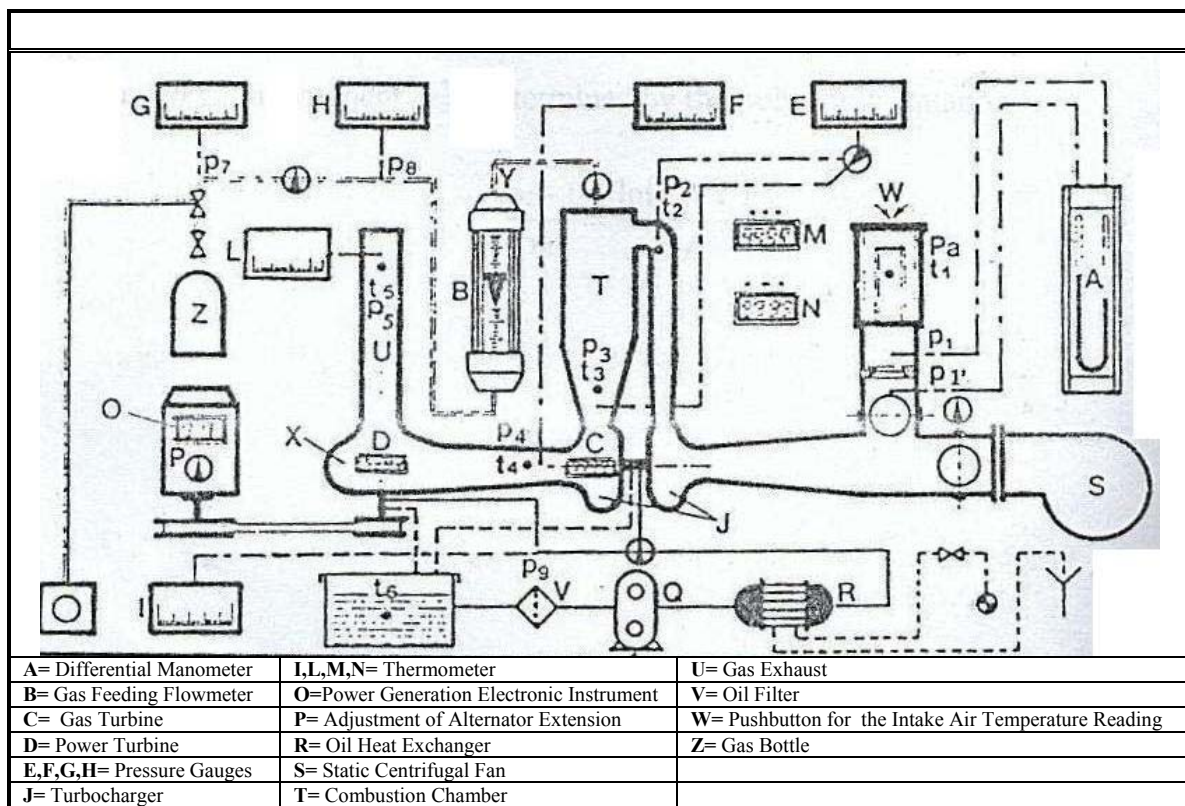 G
H
F
E
p7
p8
Y
p2
t2
W
M
L
Pa
t1
A
t5
p5
B
T
N
Z
U
p3
t3
p1
p1'
O
X
D
p4
C
P
t4
S
J
p9
t6
V
Q
R
I
A= Differential Manometer I,L,M,N= Thermometer U= Gas Exhaust
B= Gas Feeding Flowmeter O=Power Generation Electronic Instrument V= Oil Filter
C= Gas Turbine P= Adjustment of Alternator Extension W= Pushbutton for the Intake Air Temperature Reading
D= Power Turbine R= Oil Heat Exchanger Z= Gas Bottle
E,F,G,H= Pressure Gauges S= Static Centrifugal Fan
J= Turbocharger T= Combustion Chamber